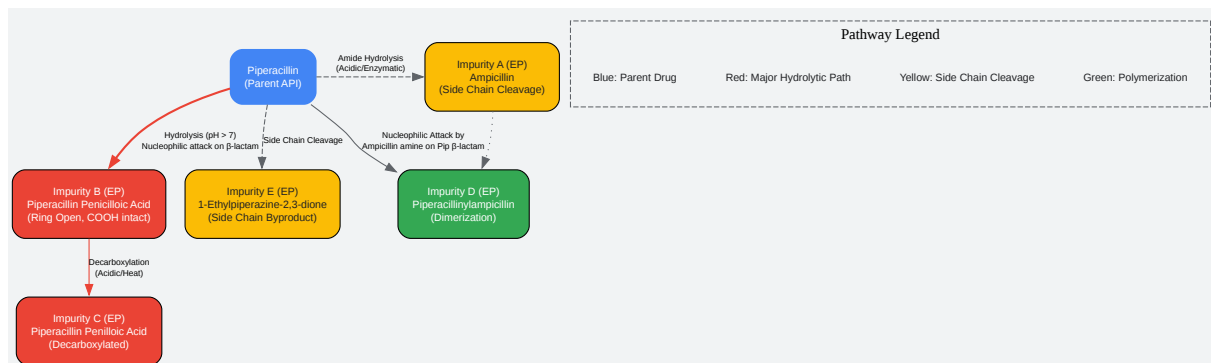 Pathway Legend
Blue: Parent Drug
Red: Major Hydrolytic Path
Yellow: Side Chain Cleavage
Green: Polymerization
Piperacillin
(Parent API)
Amide Hydrolysis
(Acidic/Enzymatic)
Impurity A (EP)
Ampicillin
(Side Chain Cleavage)
Hydrolysis (pH > 7)
Nucleophilic attack on β-lactam
Side Chain Cleavage
Nucleophilic Attack by
Ampicillin amine on Pip β-lactam
Impurity B (EP)
Piperacillin Penicilloic Acid
(Ring Open, COOH intact)
Impurity E (EP)
1-Ethylpiperazine-2,3-dione
(Side Chain Byproduct)
Impurity D (EP)
Piperacillinylampicillin
(Dimerization)
Decarboxylation
(Acidic/Heat)
Impurity C (EP)
Piperacillin Penilloic Acid
(Decarboxylated)